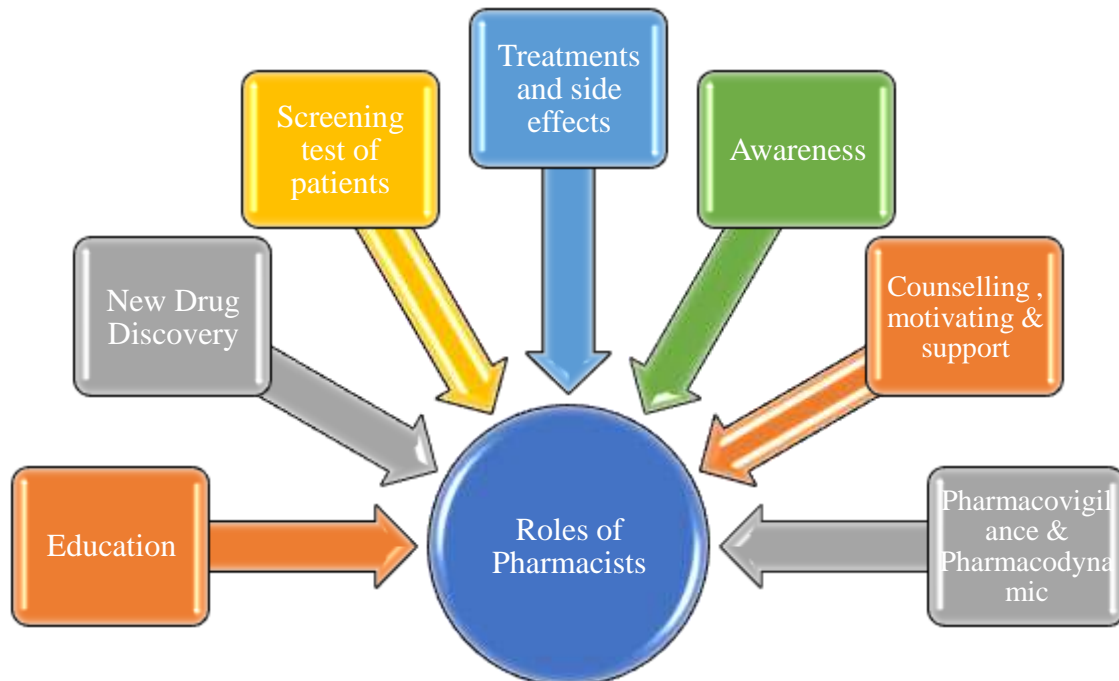 Treatments
and side
effects
Screening
test of
patients
Awareness
New Drug
Discovery
Counselling ,
motivating &
support
Education
Roles of
Pharmacists
Pharmacovigil
ance &
Pharmacodyna
mic